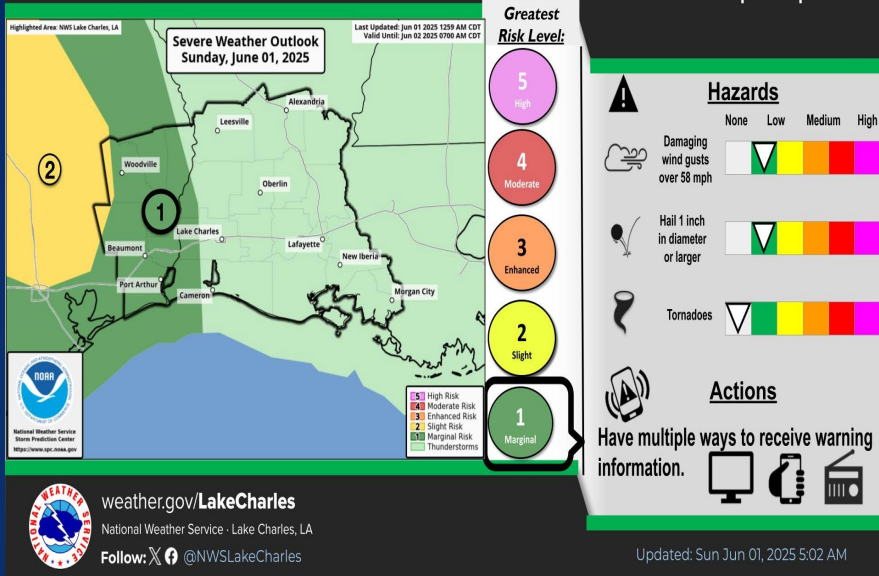 Highlighted Area: NWS Lake Charles, LA
Last Updated: Jun 01 2025 1259 AM CDT
Valid Until: Jun 02 2025 0700 AM CDT
Severe Weather Outlook
Sunday, June 01, 2025
Alexandria
Leesville
Woodville
2
Oberlin
1
Lake Charles
Lafayette
Beaumont
New Iberia
Port Arthur
Cameron
Morgan City
NOAA
National Weather Service
Storm Prediction Center
https://www.spc.noaa.gov
5 High Risk
4 Moderate Risk
3 Enhanced Risk
2 Slight Risk
1 Marginal Risk
Thunderstorms
Greatest
Risk Level:
5
High
4
Moderate
3
Enhanced
2
Slight
1
Marginal
Hazards
None Low Medium High
Damaging
wind gusts
over 58 mph
Hail 1 inch
in diameter
or larger
Tornadoes
Actions
Have multiple ways to receive warning
information.
NATIONAL WEATHER SERVICE
weather.gov/LakeCharles
National Weather Service · Lake Charles, LA
Follow: @NWSLakeCharles
Updated: Sun Jun 01, 2025 5:02 AM